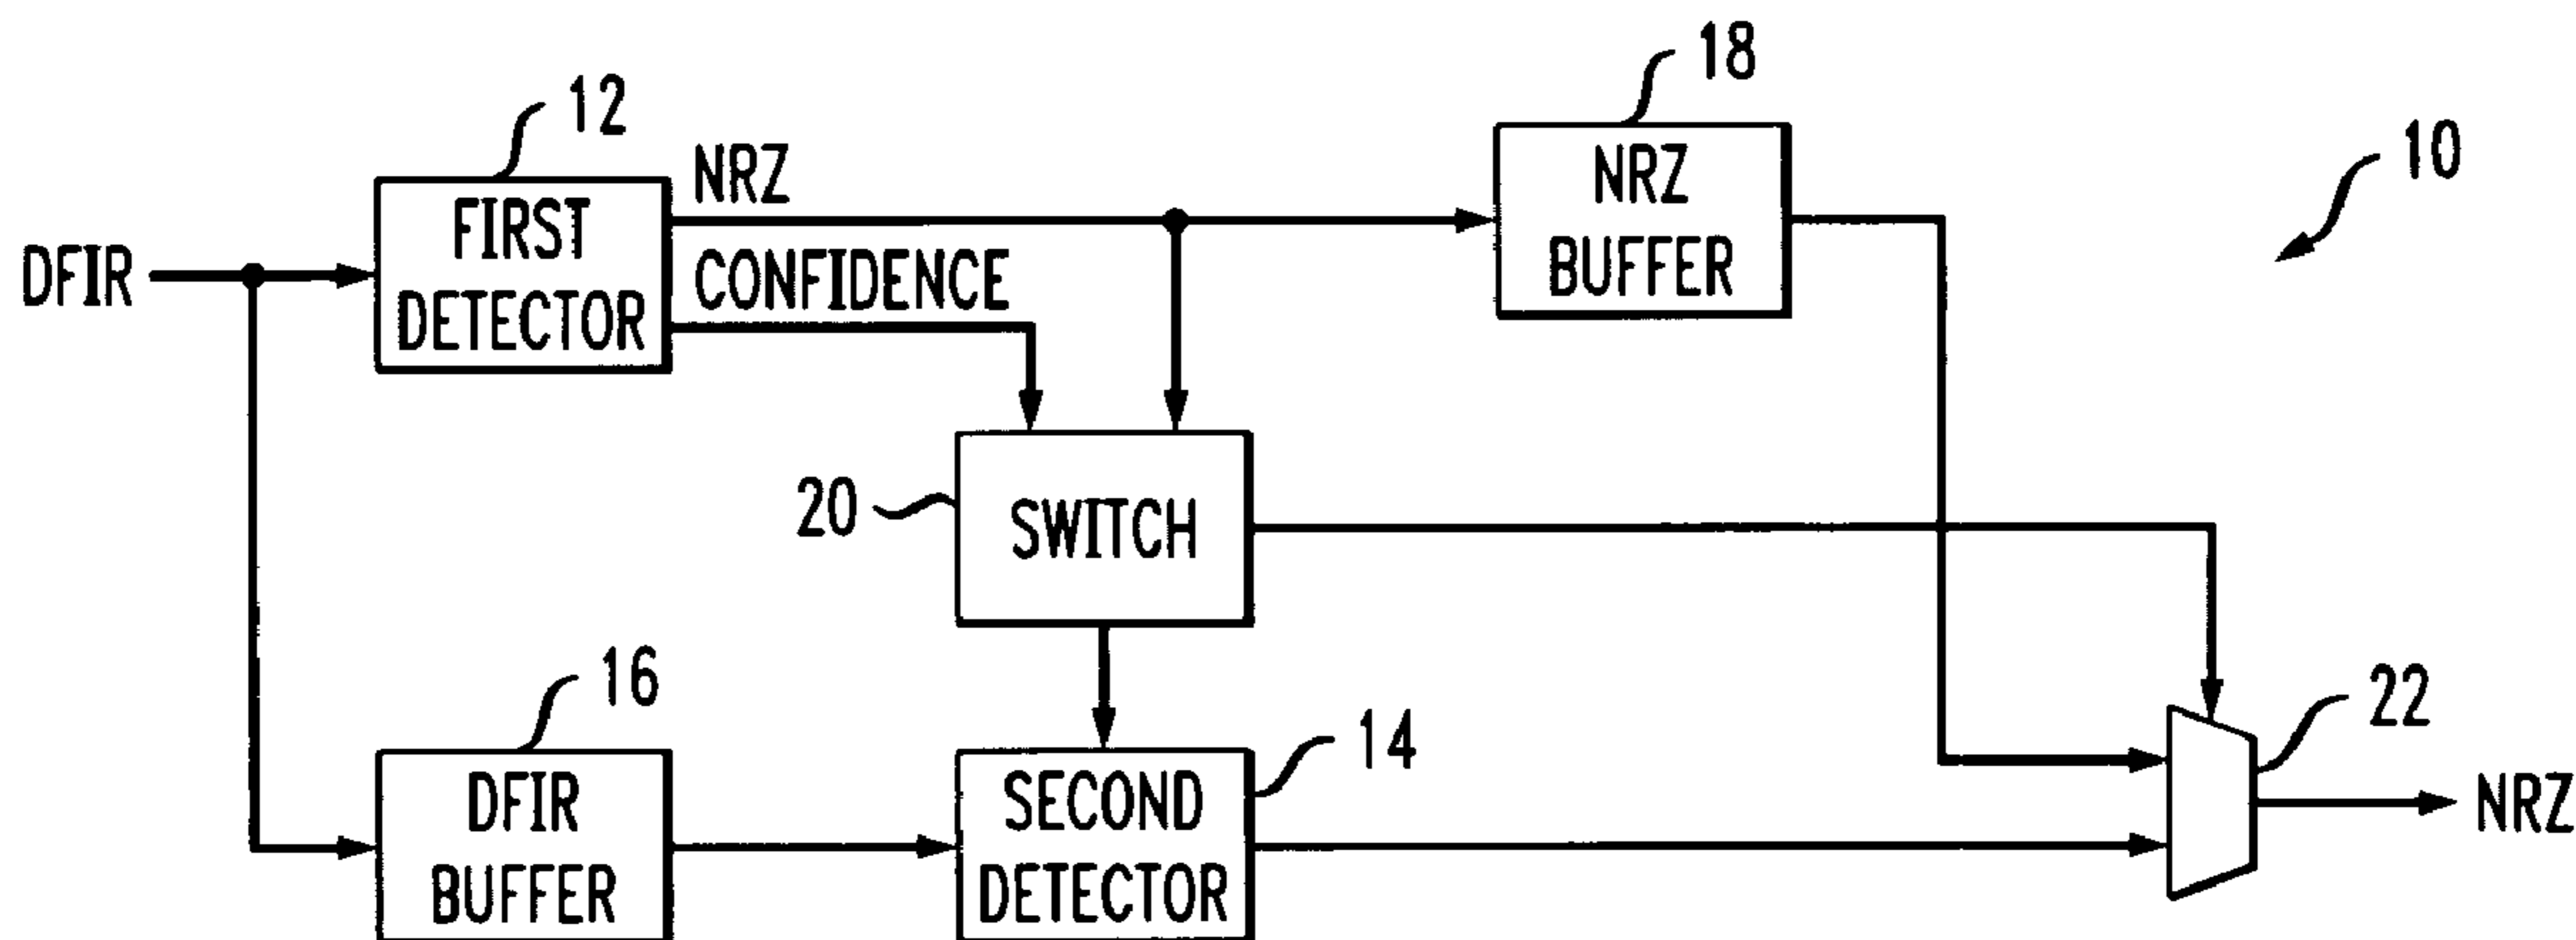 18
12
10
NRZ
NRZ
BUFFER
FIRST
DETECTOR
DFIR
CONFIDENCE
20
SWITCH
16
22
14
DFIR
BUFFER
SECOND
DETECTOR
NRZ